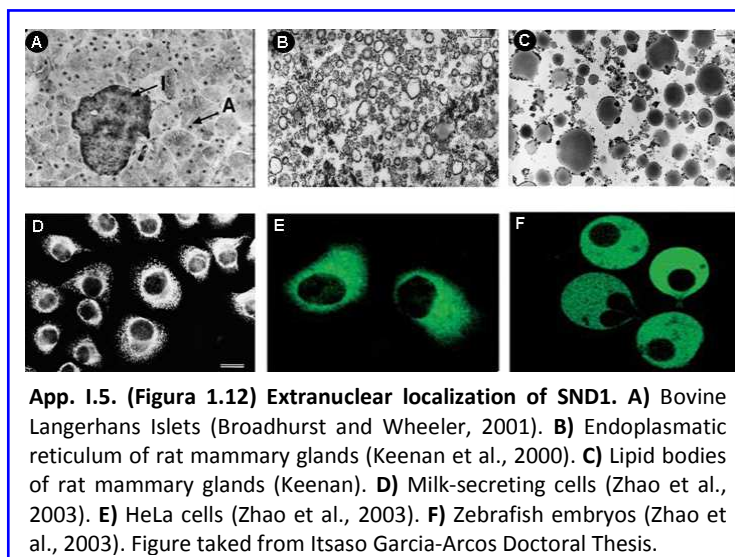 A
I
A
B
C
D
E
F
App. I.5. (Figura 1.12) Extranuclear localization of SND1. A) Bovine
Langerhans Islets (Broadhurst and Wheeler, 2001). B) Endoplasmatic
reticulum of rat mammary glands (Keenan et al., 2000). C) Lipid bodies
of rat mammary glands (Keenan). D) Milk-secreting cells (Zhao et al.,
2003). E) HeLa cells (Zhao et al., 2003). F) Zebrafish embryos (Zhao et
al., 2003). Figure taked from Itsaso Garcia-Arcos Doctoral Thesis.